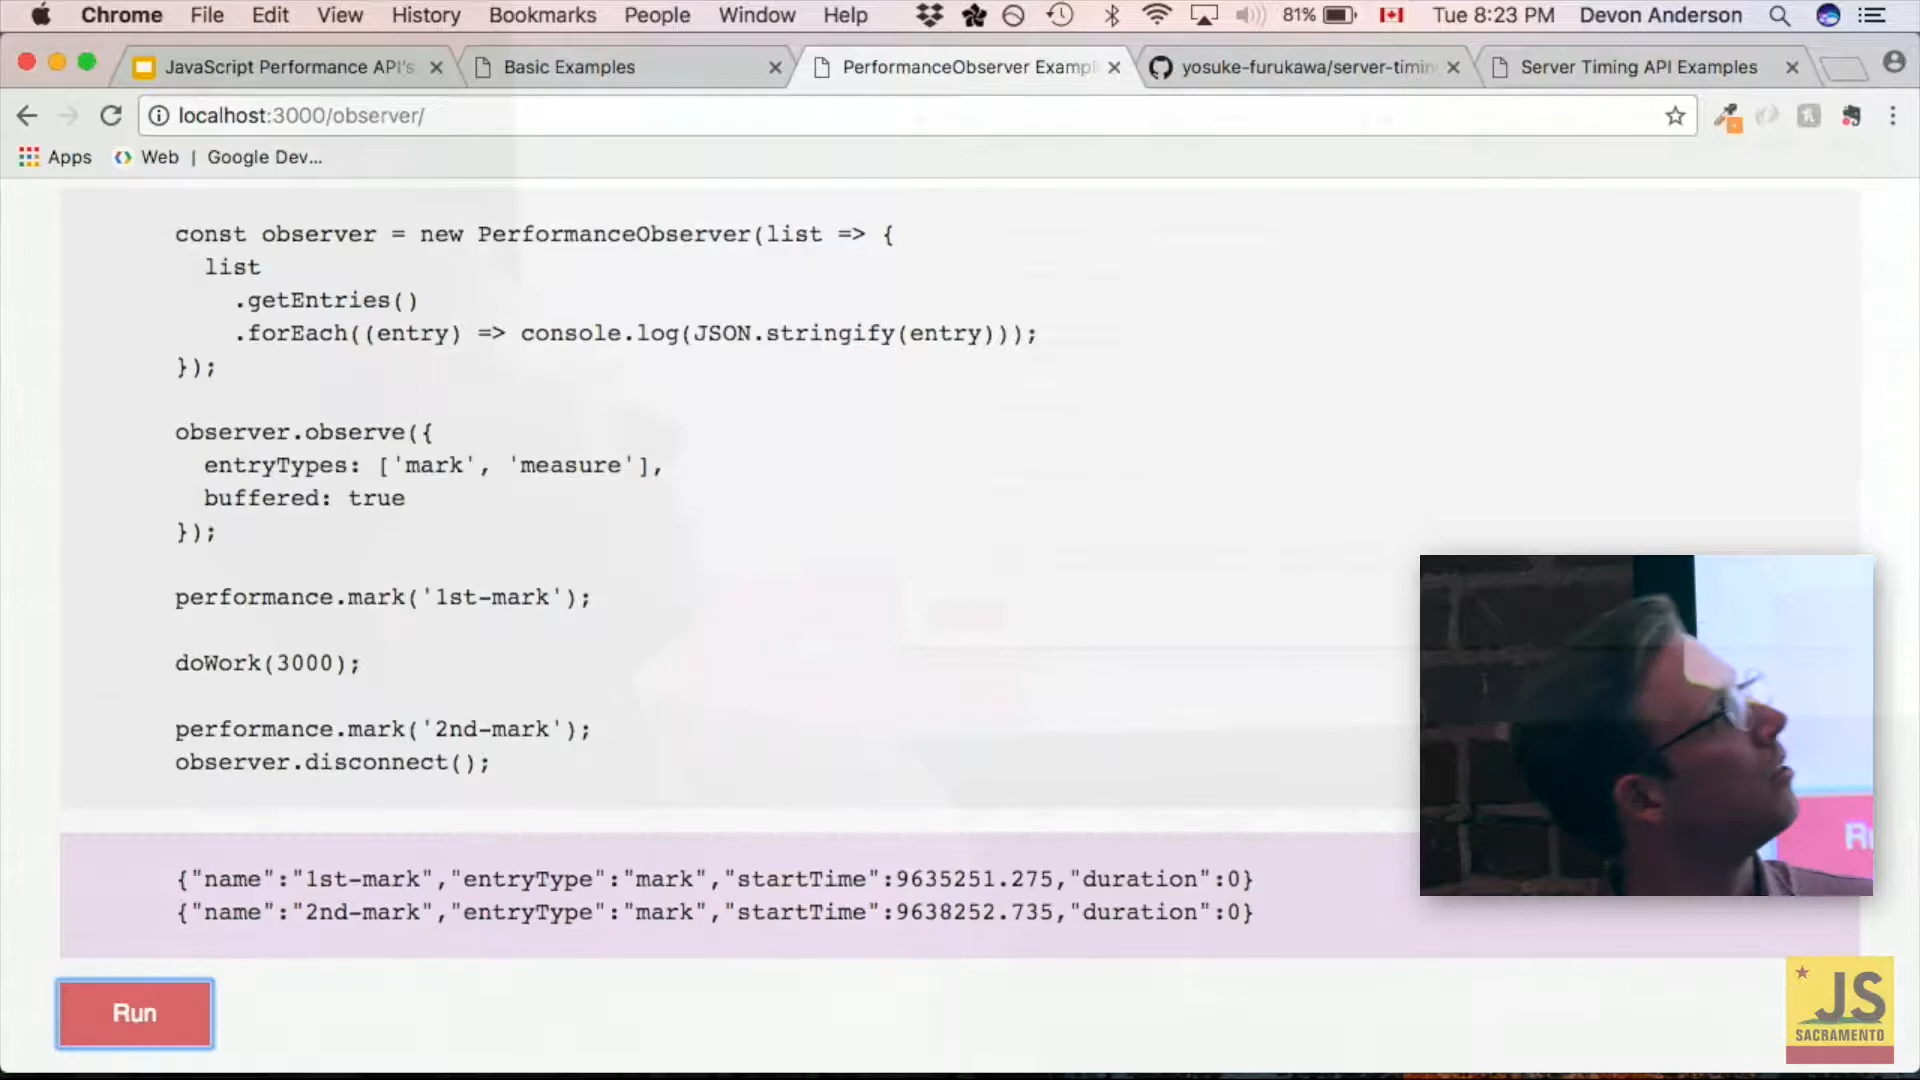 Chrome File Edit View History Bookmarks People Window Help 81% Tue 8:23 PM Devon Anderson
JavaScript Performance API's Basic Examples PerformanceObserver Exampl yosuke-furukawa/server-timin Server Timing API Examples
localhost:3000/observer/
Apps Web | Google Dev...
const observer = new PerformanceObserver(list => {
list
.getEntries()
.forEach((entry) => console.log(JSON.stringify(entry)));
});
observer.observe({
entryTypes: ['mark', 'measure'],
buffered: true
});
performance.mark('1st-mark');
doWork(3000);
performance.mark('2nd-mark');
observer.disconnect();
{"name":"1st-mark","entryType":"mark","startTime":9635251.275,"duration":0}
{"name":"2nd-mark","entryType":"mark","startTime":9638252.735,"duration":0}
Run
JS
SACRAMENTO